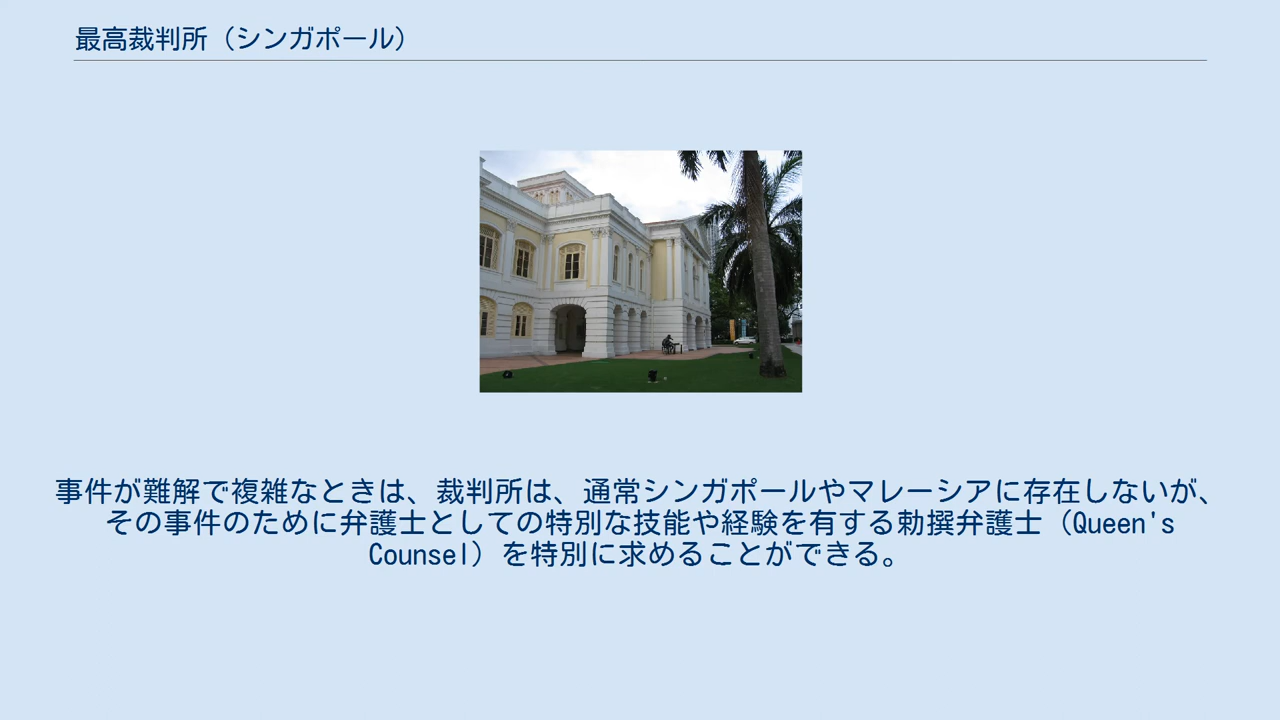 最高裁判所（シンガポール）
事件が難解で複雑なときは、裁判所は、通常シンガポールやマレーシアに存在しないが、
その事件のために弁護士としての特別な技能や経験を有する勅撰弁護士（Queen's
Counsel）を特別に求めることができる。